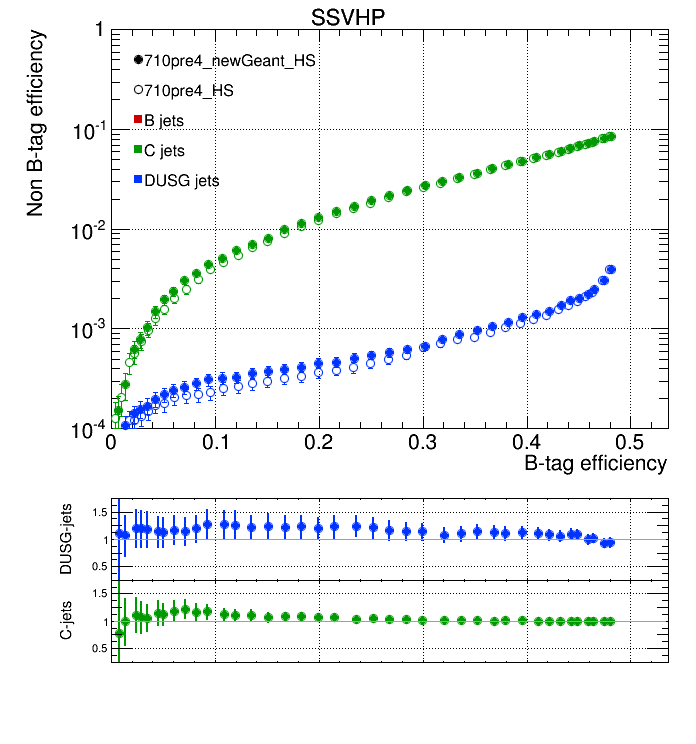 SSVHP
Non B-tag efficiency
1
10-1
10-2
10-3
10-4
710pre4_newGeant_HS
710pre4_HS
B jets
C jets
DUSG jets
0 0.1 0.2 0.3 0.4 0.5
B-tag efficiency
DUSG-jets
1.5
1
0.5
C-jets
1.5
1
0.5